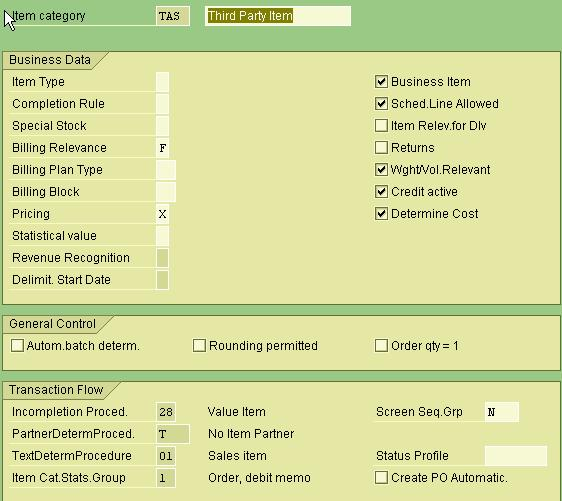 Item category TAS Third Party Item
Business Data
Item Type
Business Item
Completion Rule
Sched.Line Allowed
Special Stock
Item Relev.for Dlv
Billing Relevance F
Returns
Billing Plan Type
Wght/Vol.Relevant
Billing Block
Credit active
Pricing X
Determine Cost
Statistical value
Revenue Recognition
Delimit. Start Date
General Control
Autom.batch determ. Rounding permitted Order qty = 1
Transaction Flow
Incompletion Proced. 28 Value Item Screen Seq.Grp N
PartnerDetermProced. T No Item Partner
TextDetermProcedure 01 Sales item Status Profile
Item Cat.Stats.Group 1 Order, debit memo Create PO Automatic.